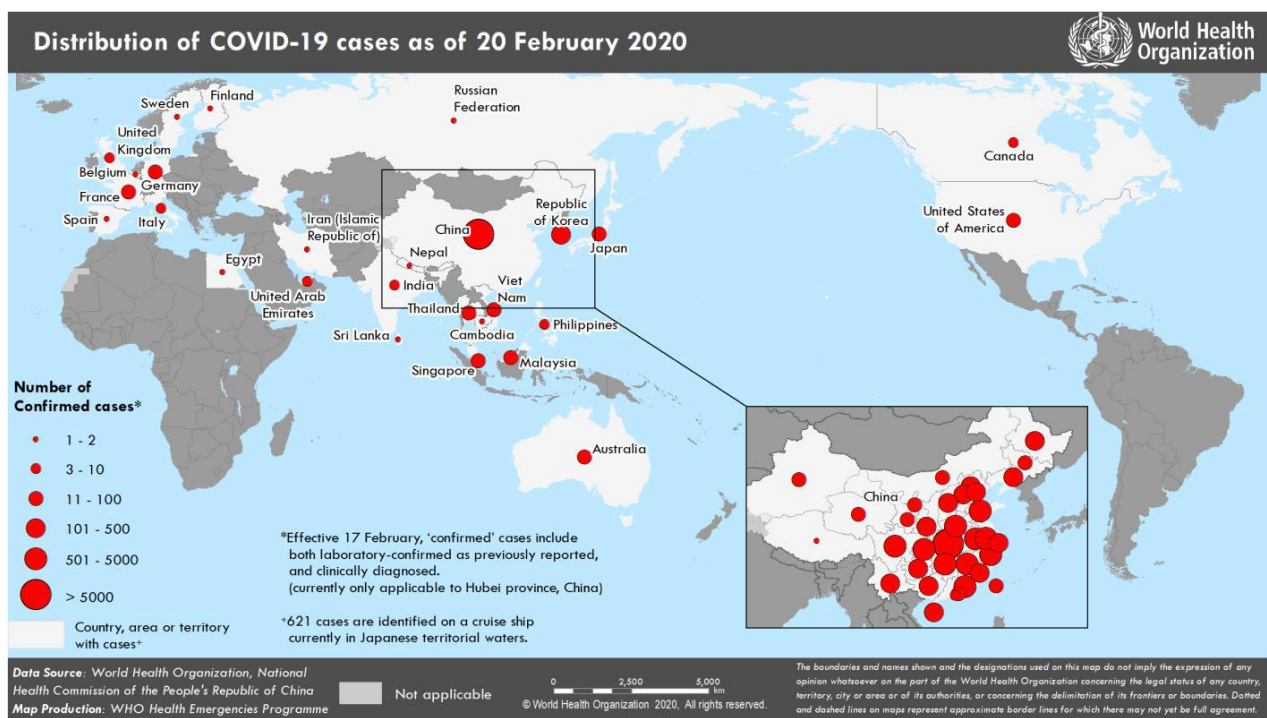 Distribution of COVID-19 cases as of 20 February 2020
World Health
Organization
Finland
Sweden
Russian
Federation
United
Kingdom
Belgium
Germany
France
Spain
Italy
Iran (Islamic
Republic of)
China
Republic
of Korea
Japan
Canada
United States
of America
Egypt
Nepal
India
United Arab
Emirates
Viet
Nam
Thailand
Cambodia
Philippines
Sri Lanka
Singapore
Malaysia
Australia
China
Number of
Confirmed cases*
1 - 2
3 - 10
11 - 100
101 - 500
501 - 5000
> 5000
Country, area or territory
with cases⁺
*Effective 17 February, 'confirmed' cases include
both laboratory-confirmed as previously reported,
and clinically diagnosed.
(currently only applicable to Hubei province, China)
⁺621 cases are identified on a cruise ship
currently in Japanese territorial waters.
Data Source: World Health Organization, National
Health Commission of the People's Republic of China
Map Production: WHO Health Emergencies Programme
Not applicable
0 2,500 5,000
km
© World Health Organization 2020, All rights reserved.
The boundaries and names shown and the designations used on this map do not imply the expression of any
opinion whatsoever on the part of the World Health Organization concerning the legal status of any country,
territory, city or area or of its authorities, or concerning the delimitation of its frontiers or boundaries. Dotted
and dashed lines on maps represent approximate border lines for which there may not yet be full agreement.